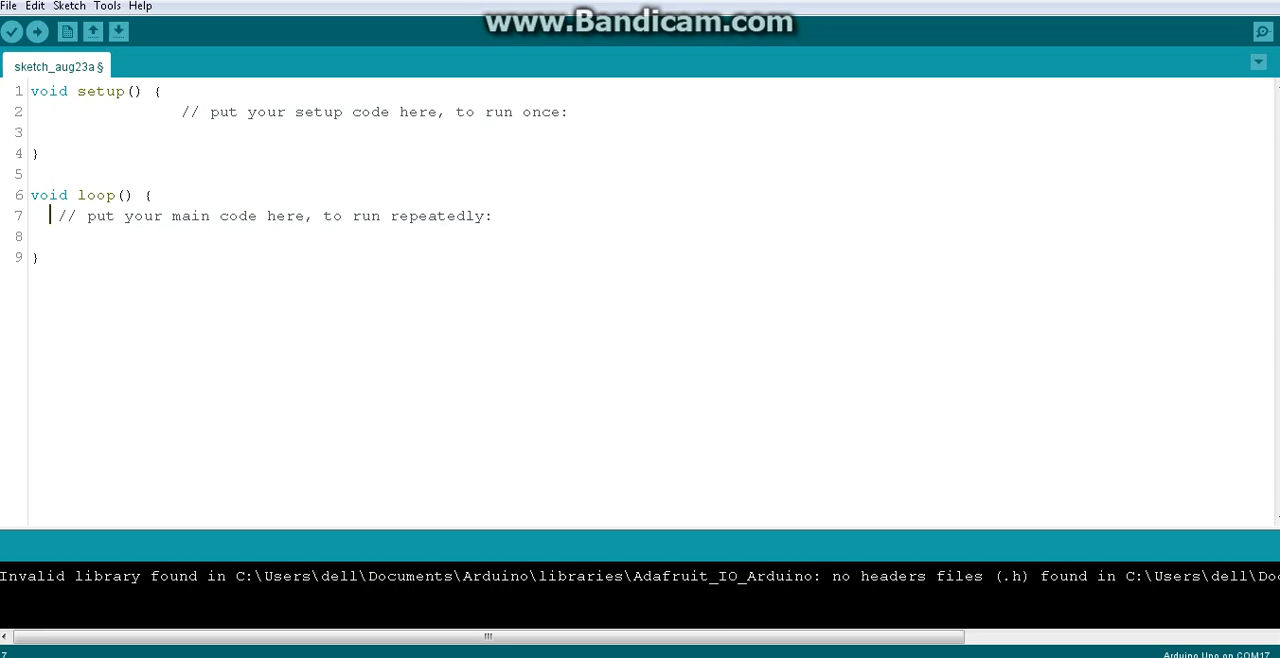 www.Bandicam.com
File Edit Sketch Tools Help
sketch_aug23a §
1 void setup() {
2 // put your setup code here, to run once:
3
4 }
5
6 void loop() {
7 // put your main code here, to run repeatedly:
8
9 }
Invalid library found in C:\Users\dell\Documents\Arduino\libraries\Adafruit_IO_Arduino: no headers files (.h) found in C:\Users\dell\Doc
7 Arduino Uno on COM17